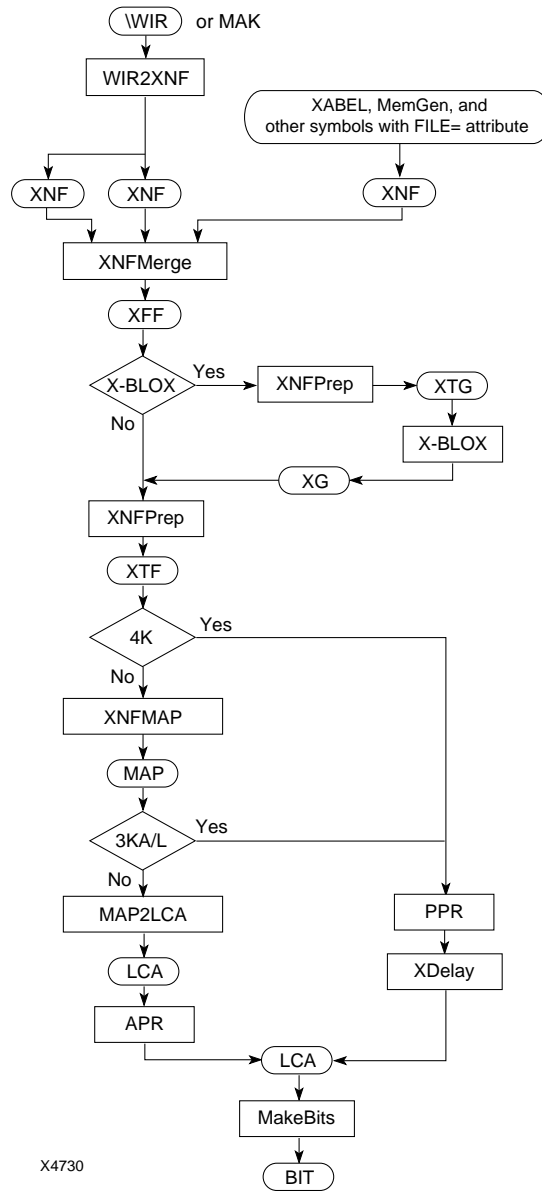 \WIR or MAK
WIR2XNF
XABEL, MemGen, and
other symbols with FILE= attribute
XNF
XNF
XNF
XNFMerge
XFF
X-BLOX
Yes
No
XNFPrep
XTG
X-BLOX
XG
XNFPrep
XTF
4K
Yes
No
XNFMAP
MAP
3KA/L
Yes
No
MAP2LCA
PPR
LCA
XDelay
APR
LCA
MakeBits
BIT
X4730